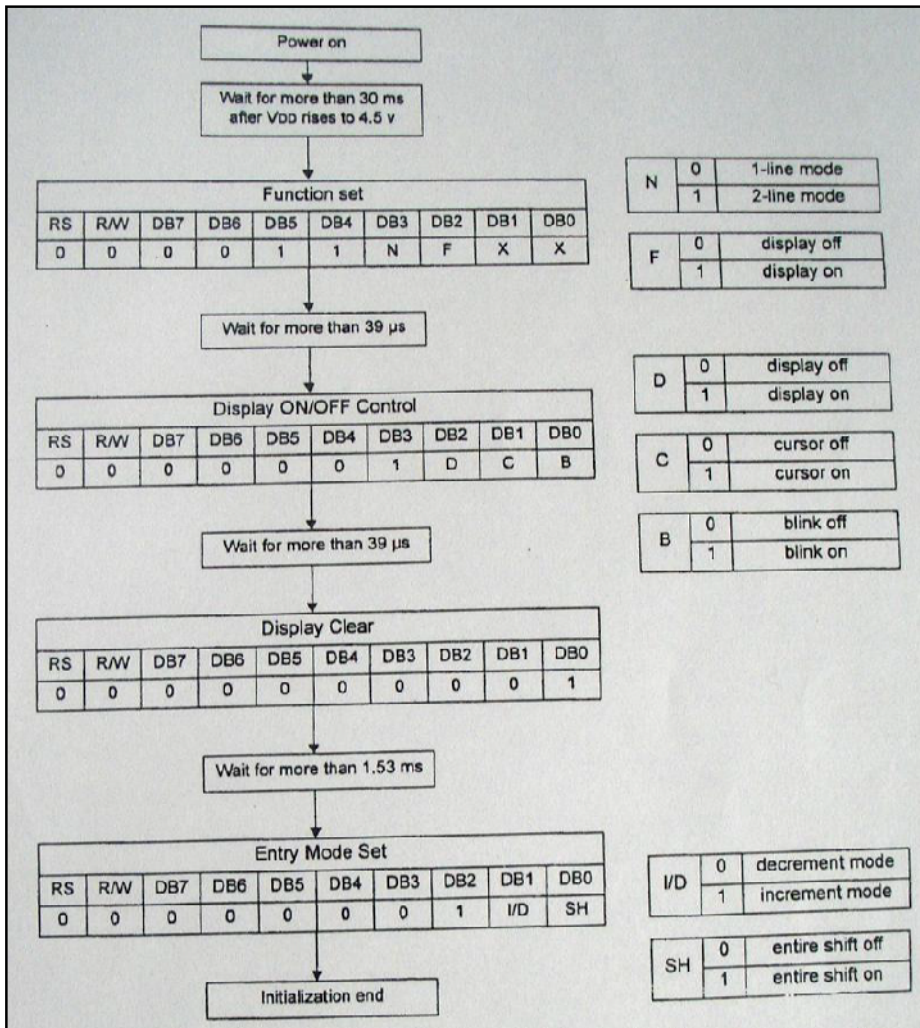 Power on
Wait for more than 30 ms
after VDD rises to 4.5 v
Function set
RS R/W DB7 DB6 DB5 DB4 DB3 DB2 DB1 DB0
0 0 0 0 1 1 N F X X
N 0 1-line mode
1 2-line mode
F 0 display off
1 display on
Wait for more than 39 µs
Display ON/OFF Control
RS R/W DB7 DB6 DB5 DB4 DB3 DB2 DB1 DB0
0 0 0 0 0 0 1 D C B
D 0 display off
1 display on
C 0 cursor off
1 cursor on
B 0 blink off
1 blink on
Wait for more than 39 µs
Display Clear
RS R/W DB7 DB6 DB5 DB4 DB3 DB2 DB1 DB0
0 0 0 0 0 0 0 0 0 1
Wait for more than 1.53 ms
Entry Mode Set
RS R/W DB7 DB6 DB5 DB4 DB3 DB2 DB1 DB0
0 0 0 0 0 0 0 1 I/D SH
I/D 0 decrement mode
1 increment mode
SH 0 entire shift off
1 entire shift on
Initialization end